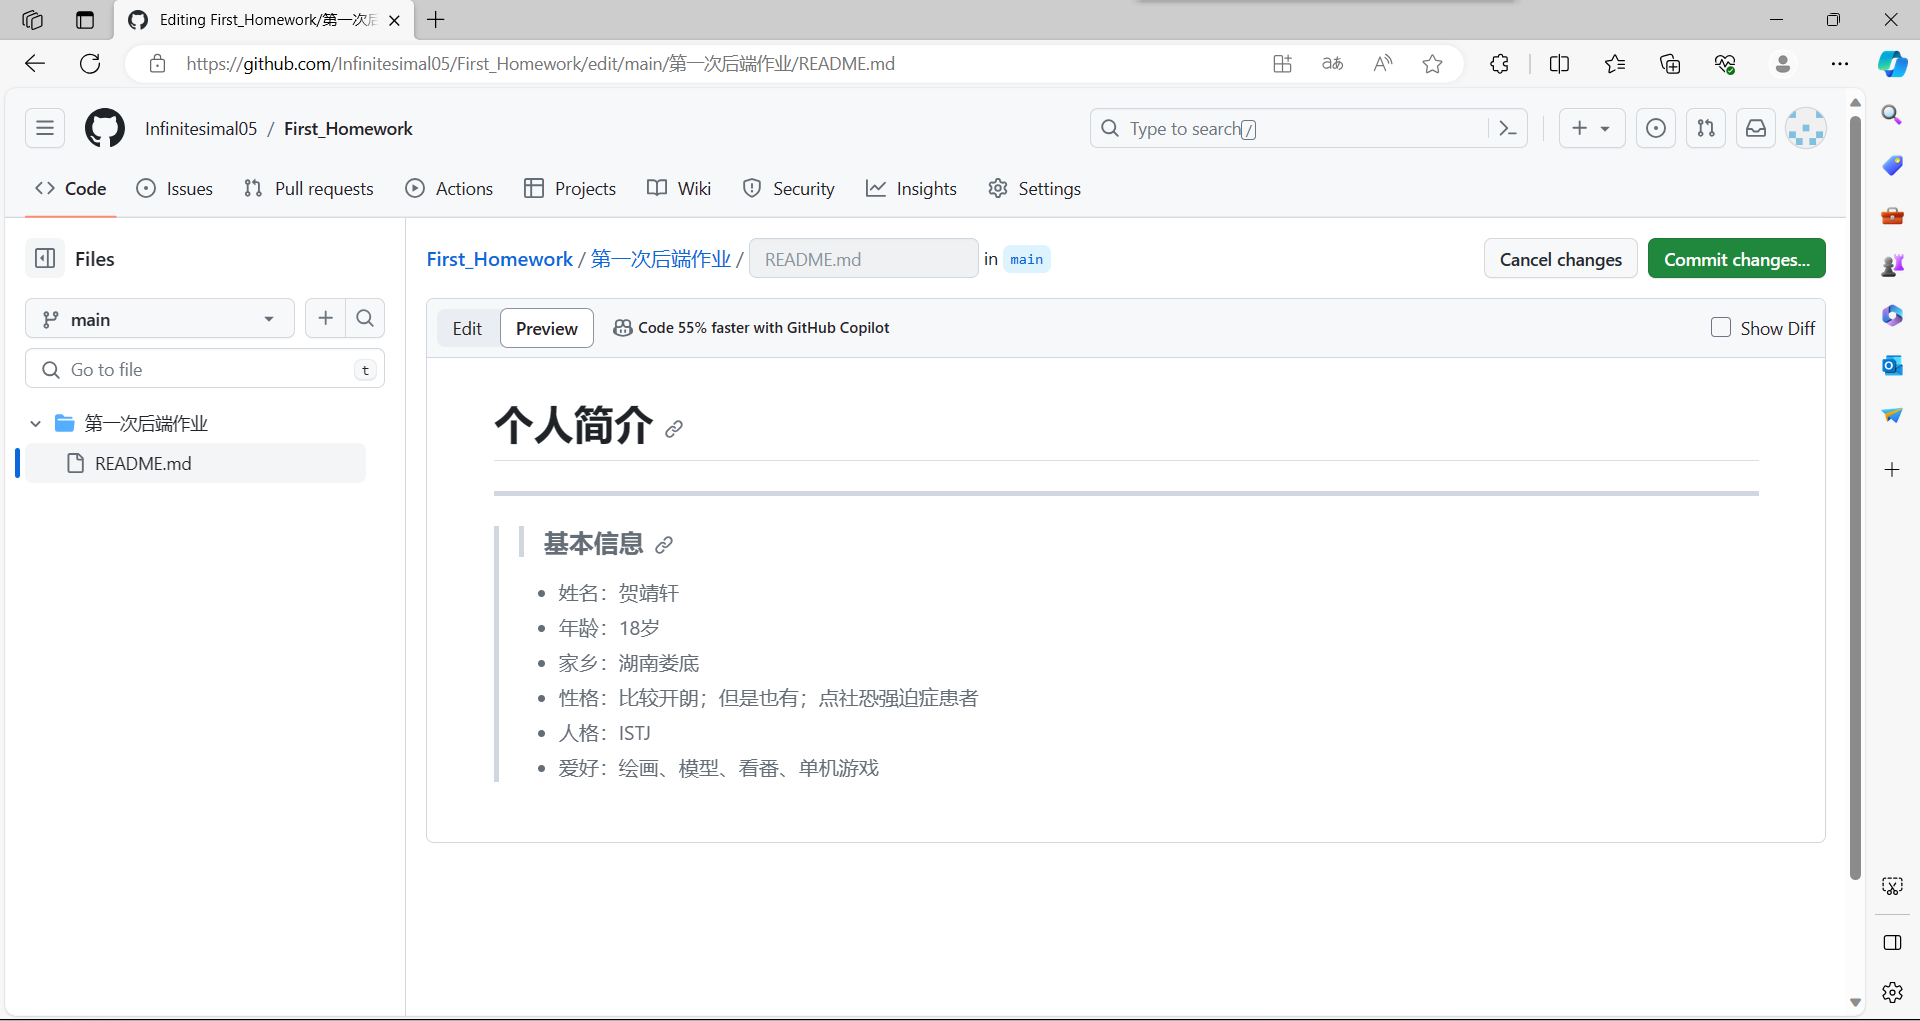 Editing First_Homework/第一次后
https://github.com/Infinitesimal05/First_Homework/edit/main/第一次后端作业/README.md
Infinitesimal05 / First_Homework
Type to search /
Code Issues Pull requests Actions Projects Wiki Security Insights Settings
Files
First_Homework / 第一次后端作业 / README.md in main
Cancel changes
Commit changes...
main
Edit Preview Code 55% faster with GitHub Copilot
Show Diff
Go to file t
第一次后端作业
README.md
个人简介
基本信息
姓名：贺靖轩
年龄：18岁
家乡：湖南娄底
性格：比较开朗；但是也有；点社恐强迫症患者
人格：ISTJ
爱好：绘画、模型、看番、单机游戏